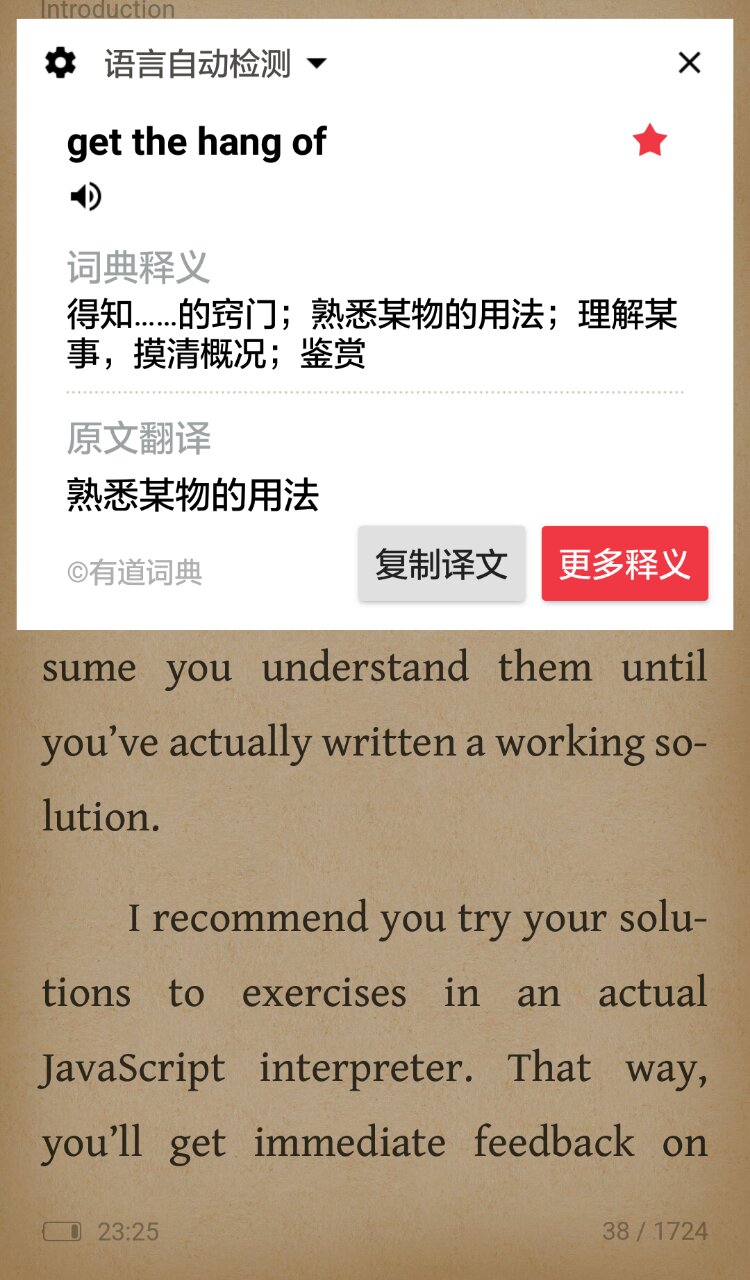 Introduction
语言自动检测
get the hang of
词典释义
得知……的窍门；熟悉某物的用法；理解某
事，摸清概况；鉴赏
原文翻译
熟悉某物的用法
©有道词典
复制译文
更多释义
sume you understand them until
you’ve actually written a working so-
lution.
I recommend you try your solu-
tions to exercises in an actual
JavaScript interpreter. That way,
you’ll get immediate feedback on
23:25
38 / 1724